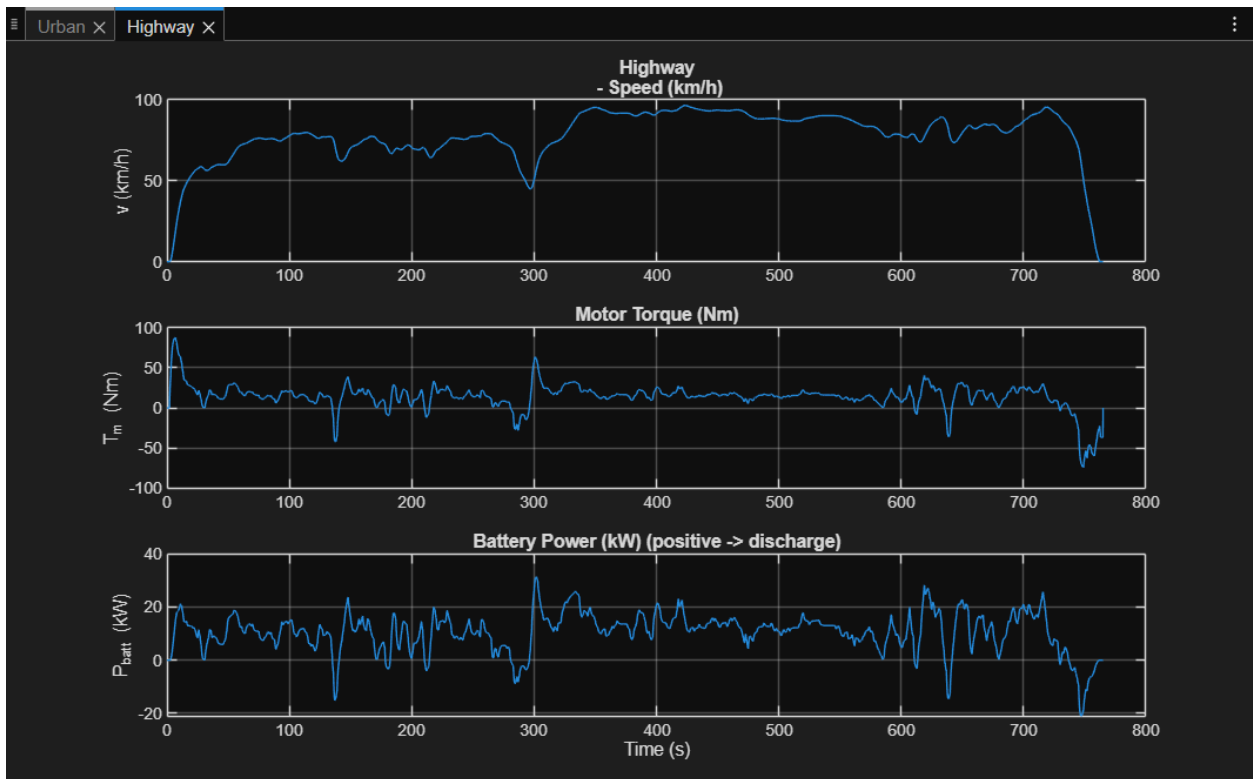 Urban × Highway ×
Highway
- Speed (km/h)
v (km/h)
100
50
0
0 100 200 300 400 500 600 700 800
Motor Torque (Nm)
Tm (Nm)
100
50
0
-50
-100
0 100 200 300 400 500 600 700 800
Battery Power (kW) (positive -> discharge)
Pbatt (kW)
40
20
0
-20
0 100 200 300 400 500 600 700 800
Time (s)